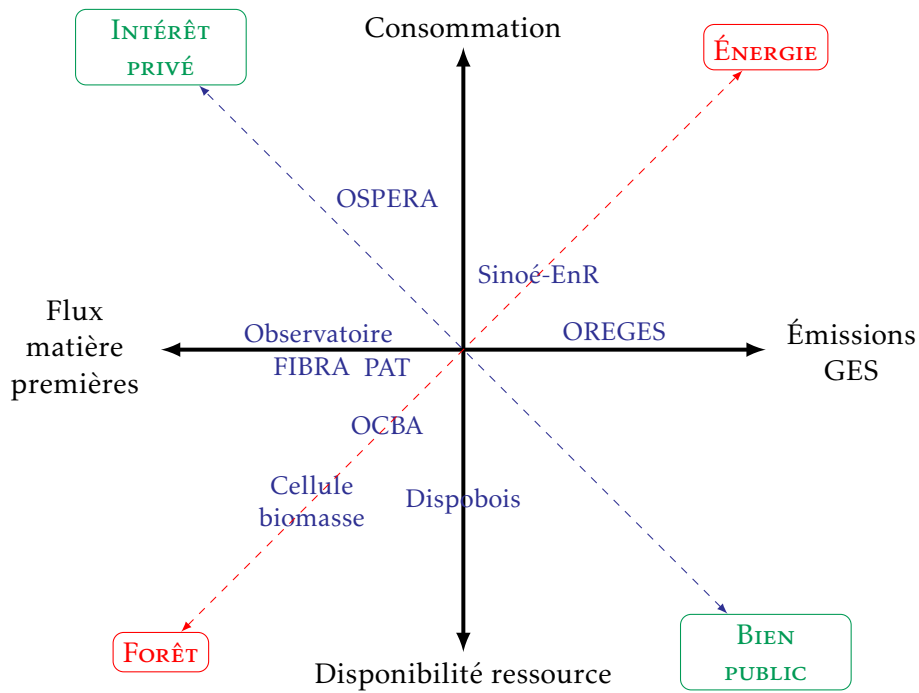 INTÉRÊT
PRIVÉ
Consommation
ÉNERGIE
OSPERA
Sinoé-EnR
Flux
matière
premières
Observatoire
FIBRA PAT
OREGES
Émissions
GES
OCBA
Cellule
biomasse
Dispobois
FORÊT
Disponibilité ressource
BIEN
PUBLIC